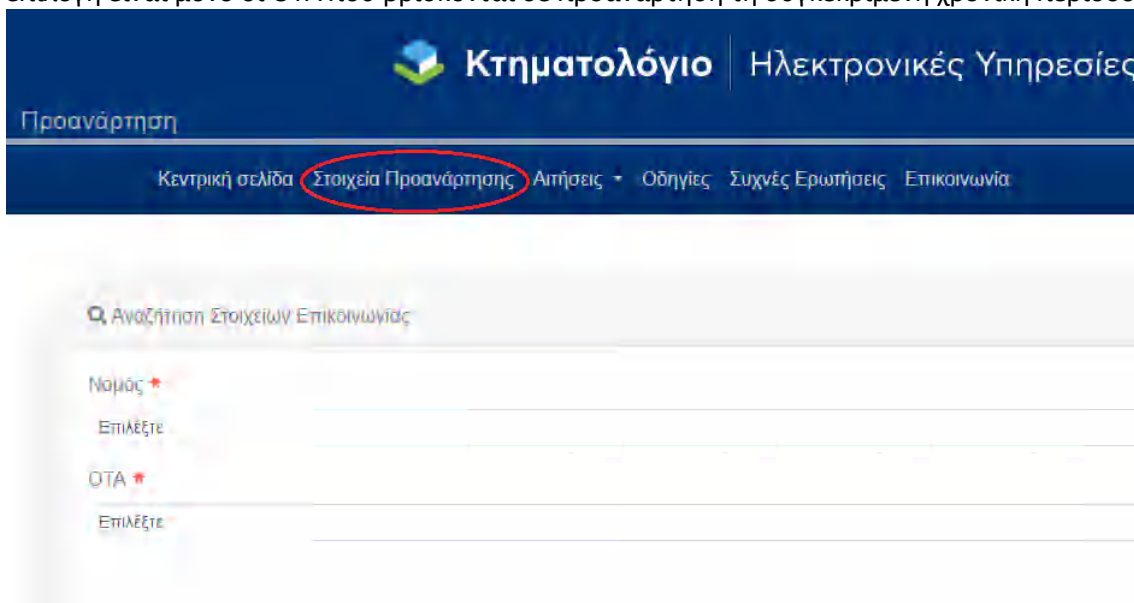 Κτηματολόγιο Ηλεκτρονικές Υπηρεσίες
Προανάρτηση
Κεντρική σελίδα Στοιχεία Προανάρτησης Αιτήσεις Οδηγίες Συχνές Ερωτήσεις Επικοινωνία
Αναζήτηση Στοιχείων Επικοινωνίας
Νομός *
Επιλέξτε
ΟΤΑ *
Επιλέξτε